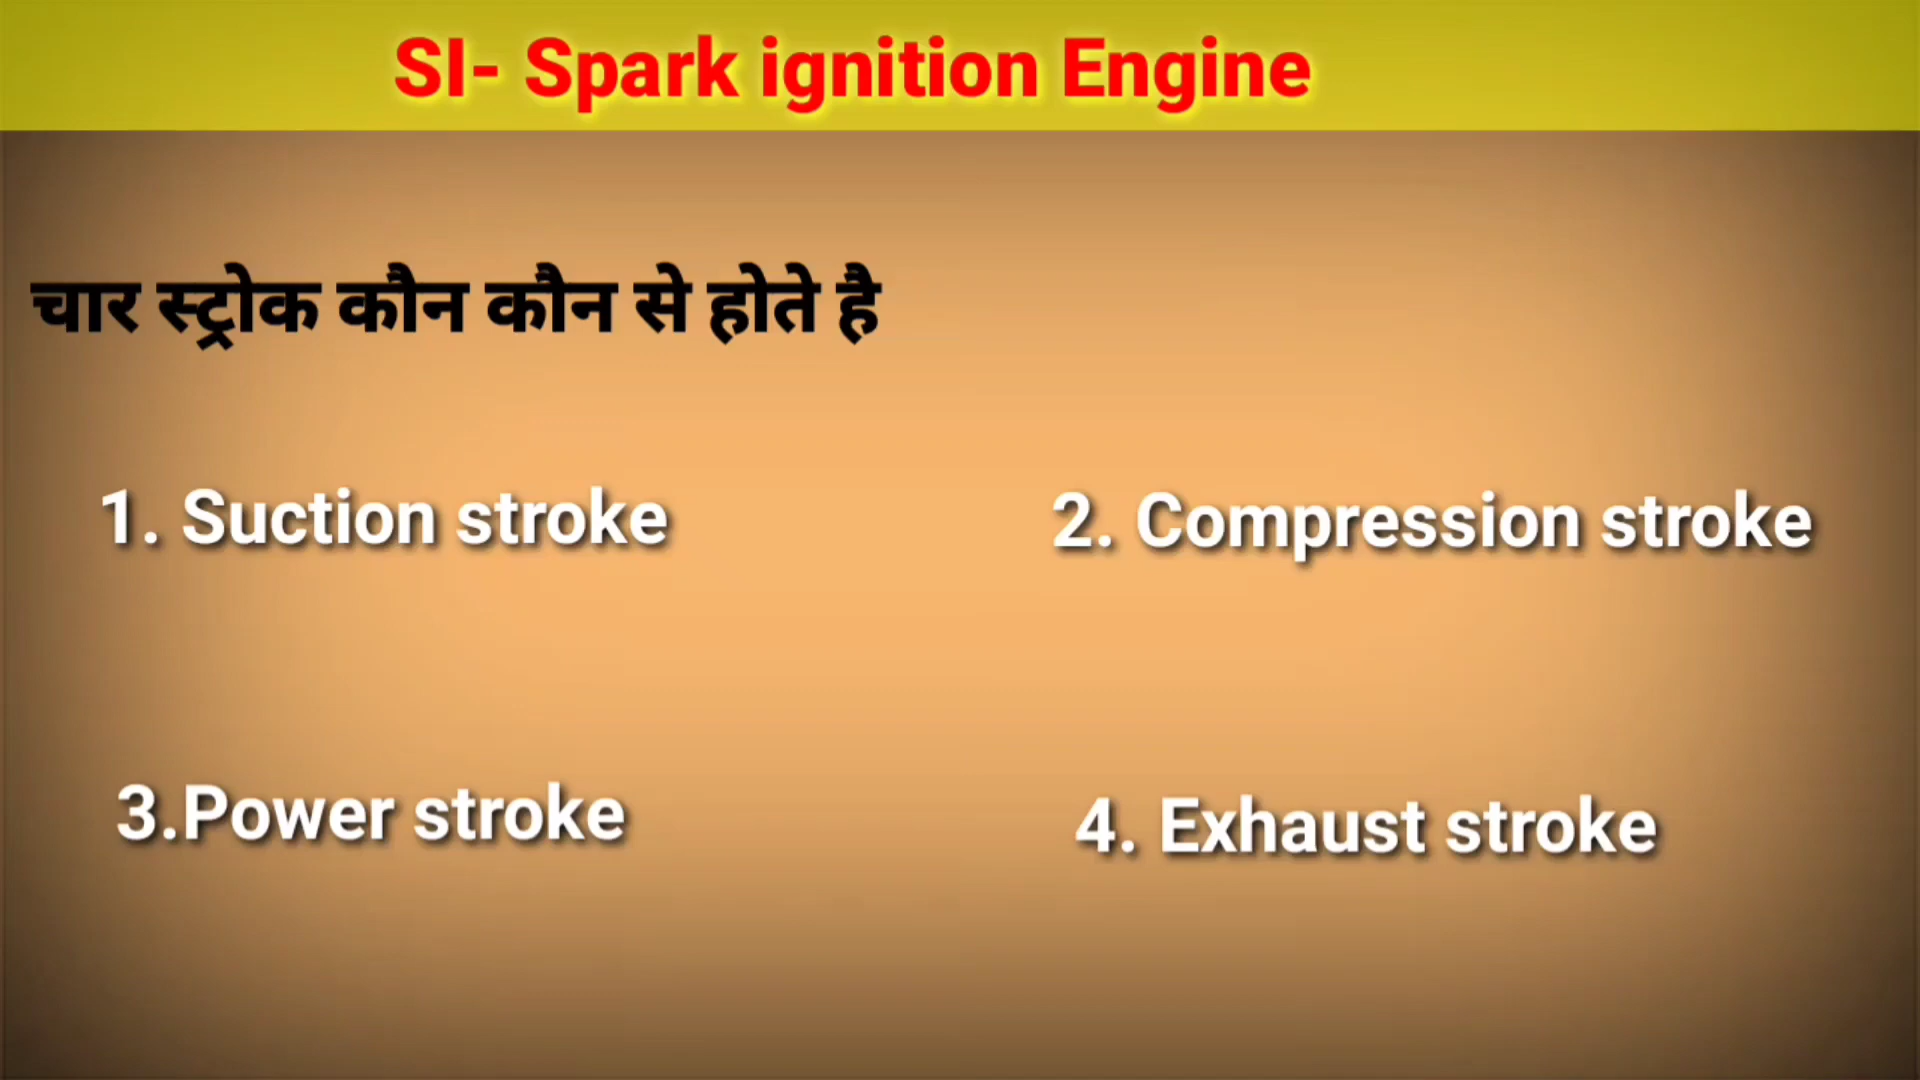 SI- Spark ignition Engine
चार स्ट्रोक कौन कौन से होते है
1. Suction stroke
2. Compression stroke
3.Power stroke
4. Exhaust stroke